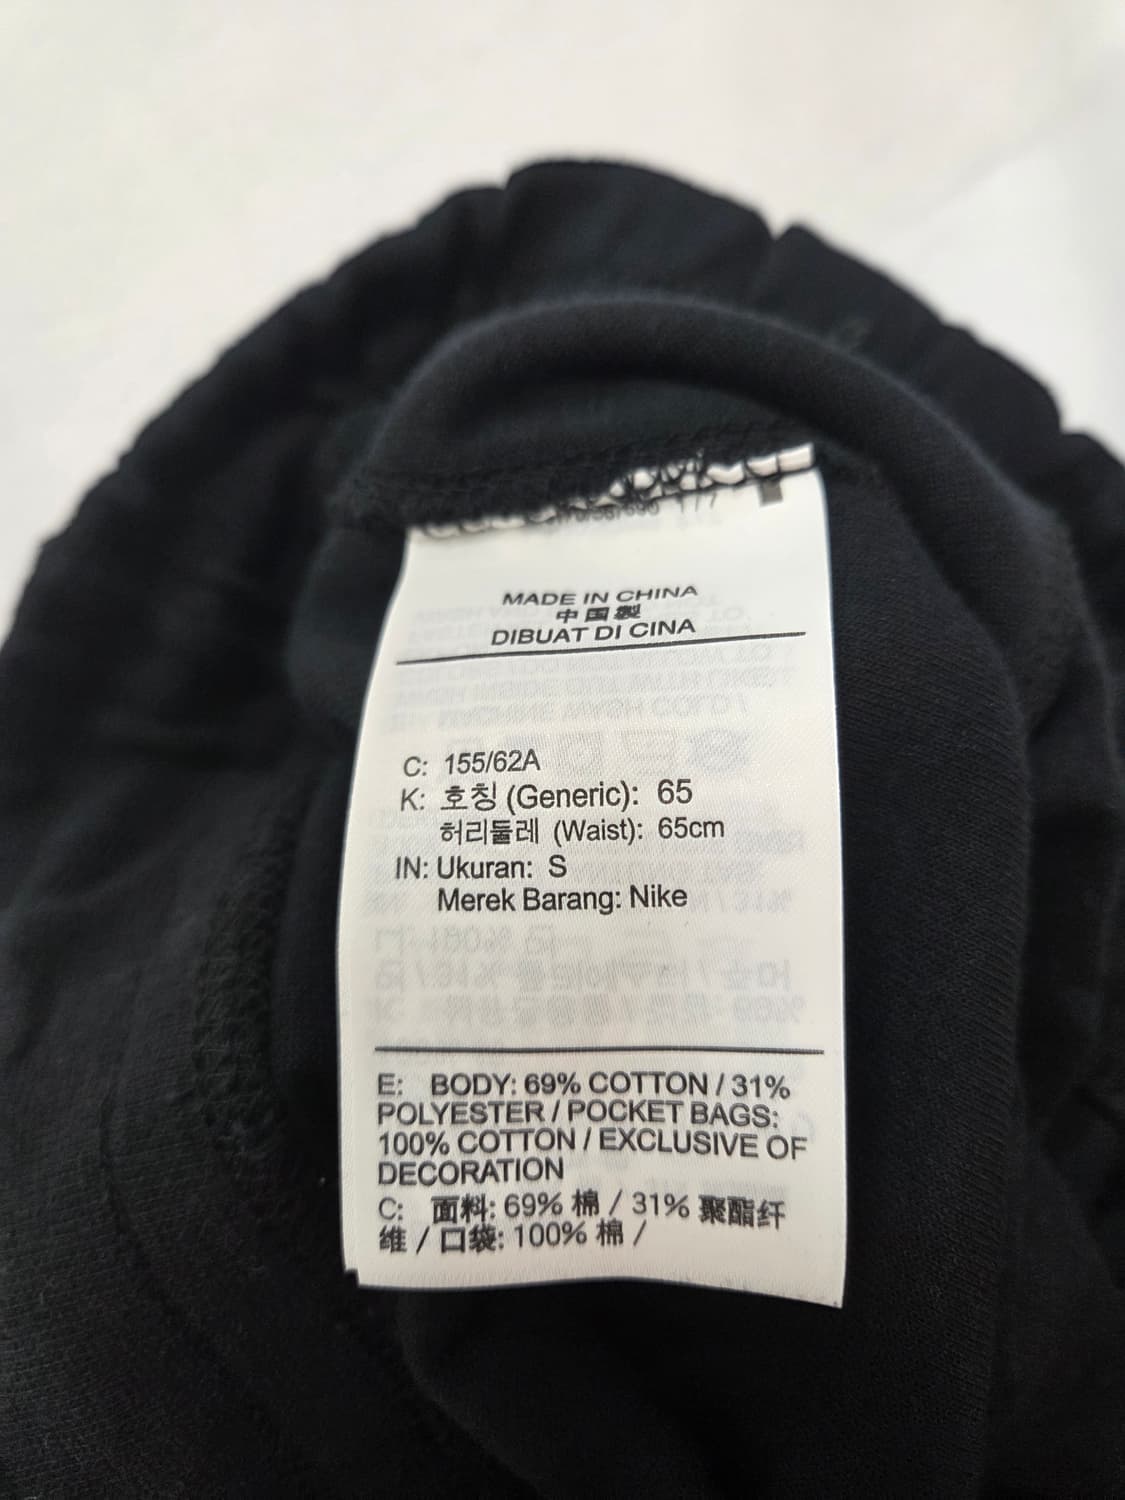 MADE IN CHINA
中国製
DIBUAT DI CINA
C: 155/62A
K: 호칭 (Generic): 65
허리둘레 (Waist): 65cm
IN: Ukuran: S
Merek Barang: Nike
E: BODY: 69% COTTON / 31%
POLYESTER / POCKET BAGS:
100% COTTON / EXCLUSIVE OF
DECORATION
C: 面料: 69% 棉 / 31% 聚酯纤
维 / 口袋: 100% 棉 /